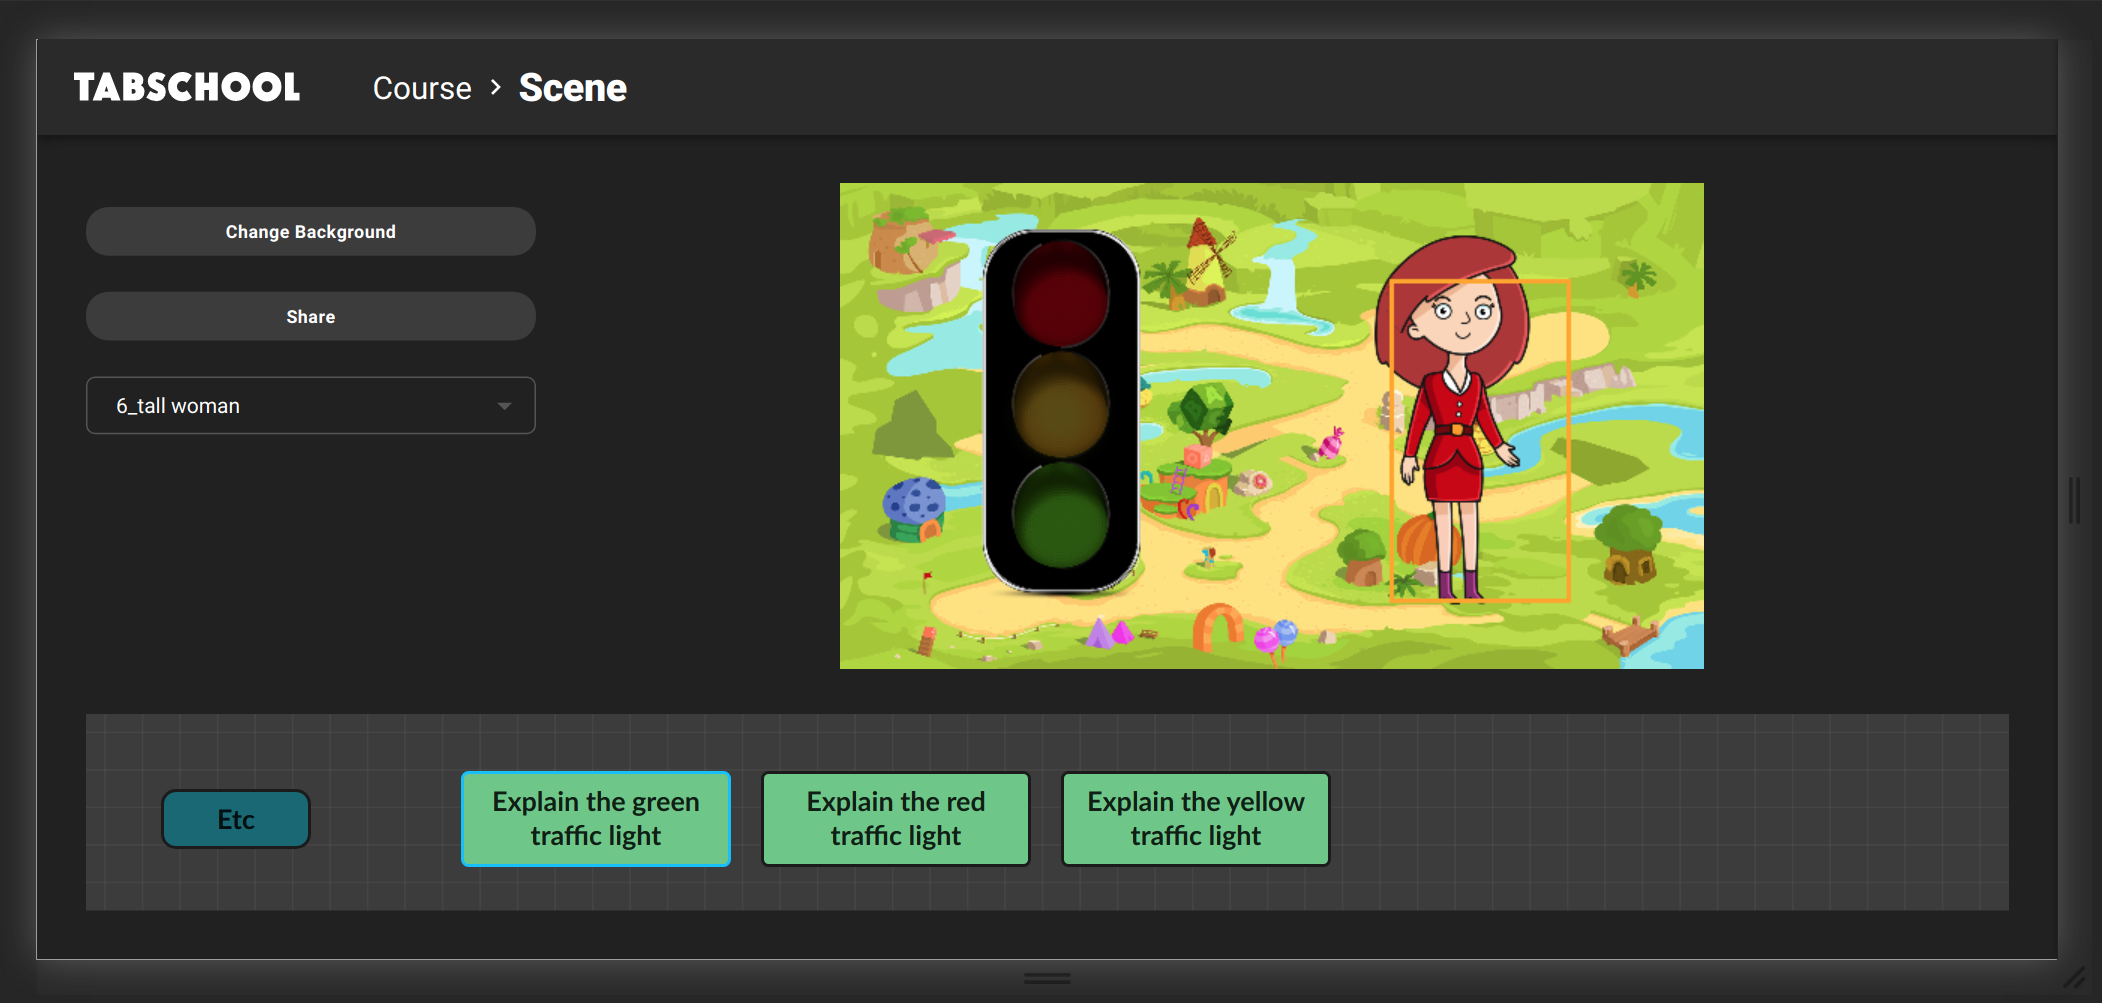 TABSCHOOL
Course > Scene
Change Background
Share
6_tall woman
Etc
Explain the green
traffic light
Explain the red
traffic light
Explain the yellow
traffic light